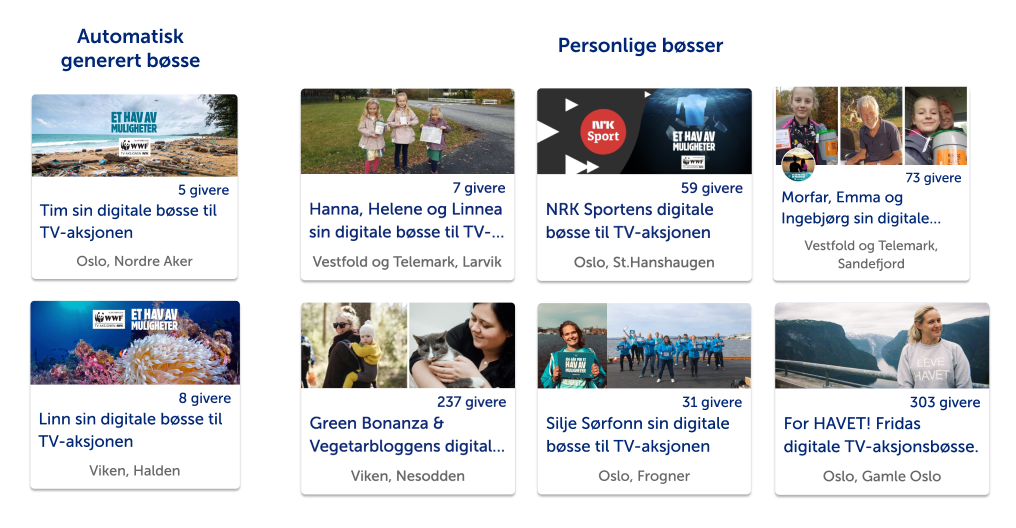 Automatisk
generert bøsse
Personlige bøsser
ET HAV AV
MULIGHETER
WWF
TV-AKSJONEN NRK
5 givere
Tim sin digitale bøsse til
TV-aksjonen
Oslo, Nordre Aker
7 givere
Hanna, Helene og Linnea
sin digitale bøsse til TV-...
Vestfold og Telemark, Larvik
NRK
Sport
ET HAV AV
MULIGHETER
WWF
59 givere
NRK Sportens digitale
bøsse til TV-aksjonen
Oslo, St.Hanshaugen
73 givere
Morfar, Emma og
Ingebjørg sin digitale...
Vestfold og Telemark,
Sandefjord
WWF
TV-AKSJONEN NRK
ET HAV AV
MULIGHETER
8 givere
Linn sin digitale bøsse til
TV-aksjonen
Viken, Halden
237 givere
Green Bonanza &
Vegetarbloggens digital...
Viken, Nesodden
ET HAV AV
MULIGHETER
31 givere
Silje Sørfonn sin digitale
bøsse til TV-aksjonen
Oslo, Frogner
LEVE
HAVET
303 givere
For HAVET! Fridas
digitale TV-aksjonsbøsse.
Oslo, Gamle Oslo